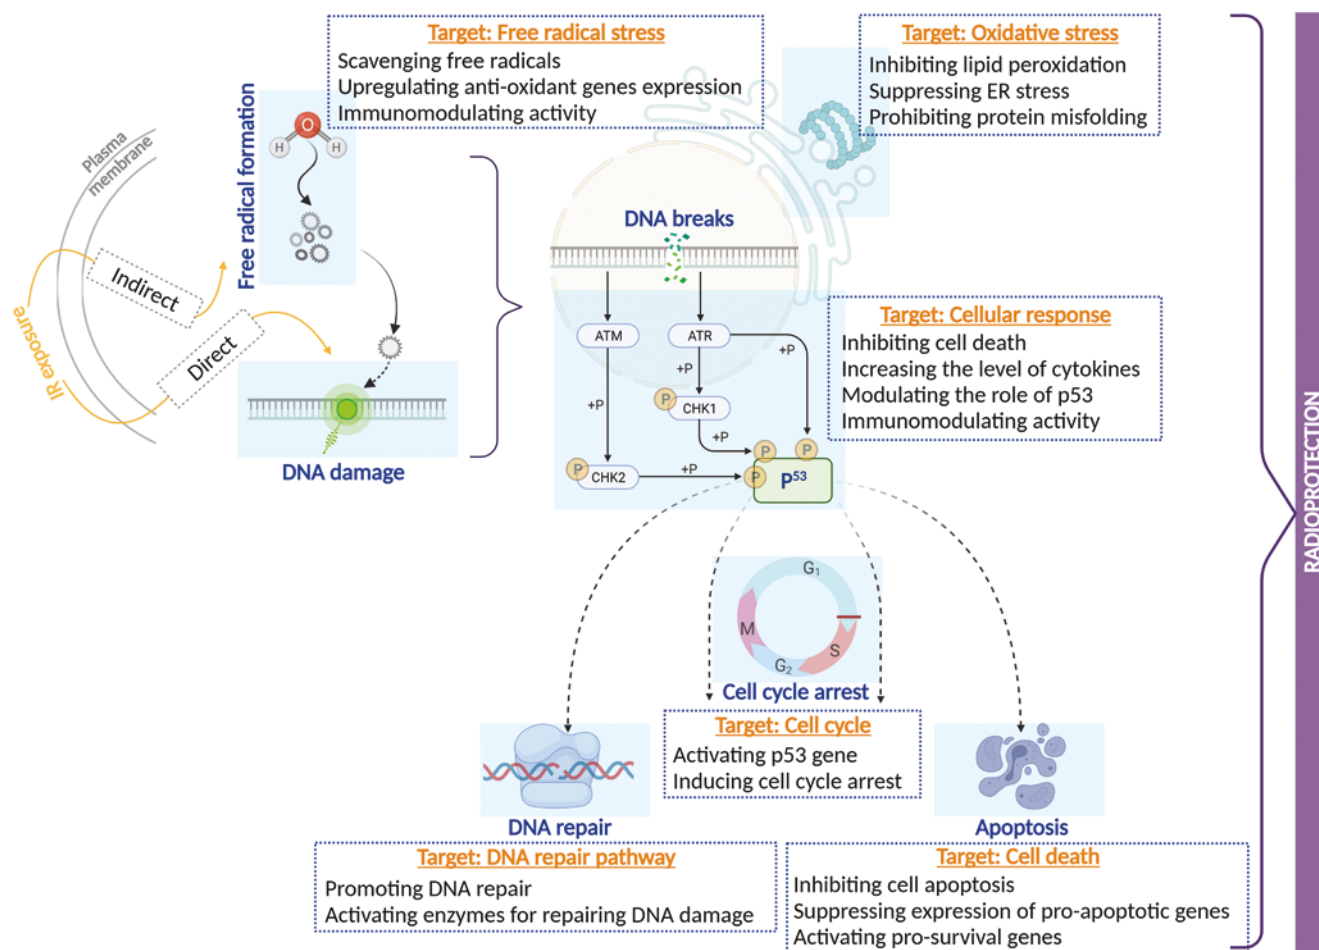 Target: Free radical stress
Scavenging free radicals
Upregulating anti-oxidant genes expression
Immunomodulating activity
Target: Oxidative stress
Inhibiting lipid peroxidation
Suppressing ER stress
Prohibiting protein misfolding
Plasma
membrane
Free radical formation
O
H
H
IR exposure
Indirect
Direct
DNA damage
DNA breaks
ATM
ATR
+P
+P
+P
P
CHK1
+P
P
CHK2
+P
P
P
P
P53
Target: Cellular response
Inhibiting cell death
Increasing the level of cytokines
Modulating the role of p53
Immunomodulating activity
G1
M
S
G2
Cell cycle arrest
Target: Cell cycle
Activating p53 gene
Inducing cell cycle arrest
DNA repair
Target: DNA repair pathway
Promoting DNA repair
Activating enzymes for repairing DNA damage
Apoptosis
Target: Cell death
Inhibiting cell apoptosis
Suppressing expression of pro-apoptotic genes
Activating pro-survival genes
RADIOPROTECTION